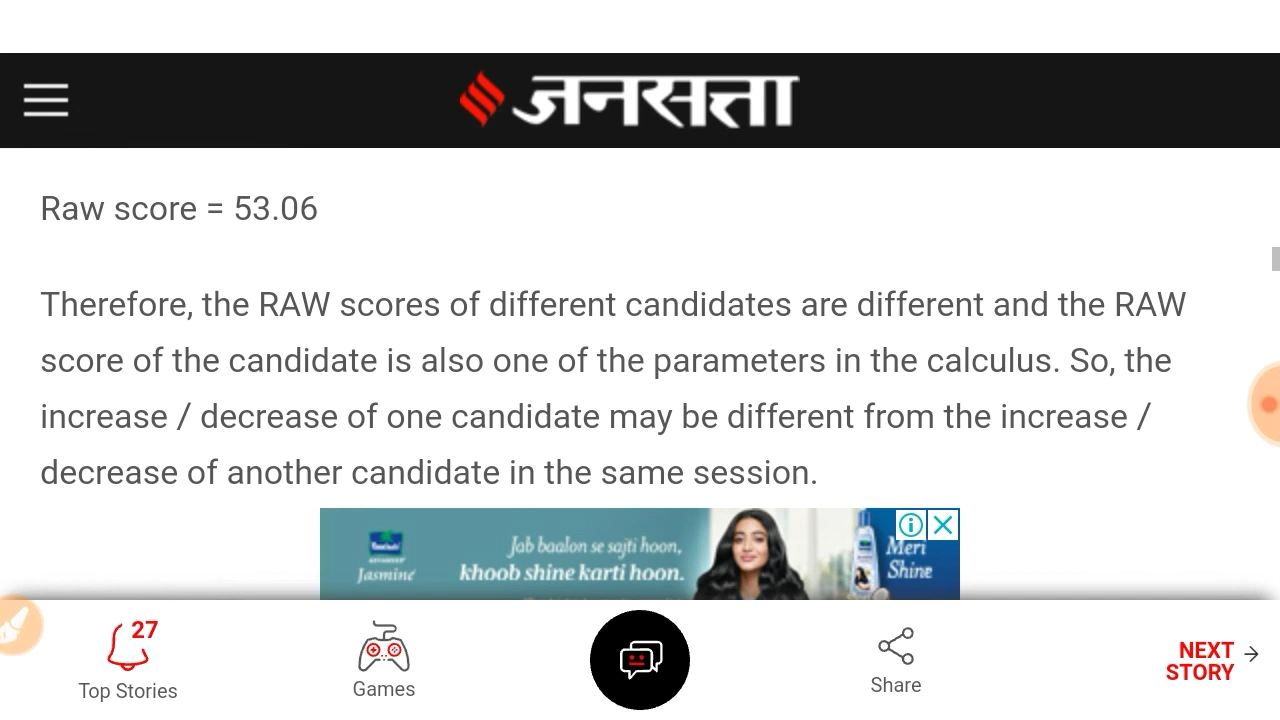 जनसत्ता
Raw score = 53.06
Therefore, the RAW scores of different candidates are different and the RAW
score of the candidate is also one of the parameters in the calculus. So, the
increase / decrease of one candidate may be different from the increase /
decrease of another candidate in the same session.
Jab baalon se sajti hoon,
khoob shine karti hoon.
Jasmine
Meri
Shine
27
Top Stories
Games
Share
NEXT
STORY